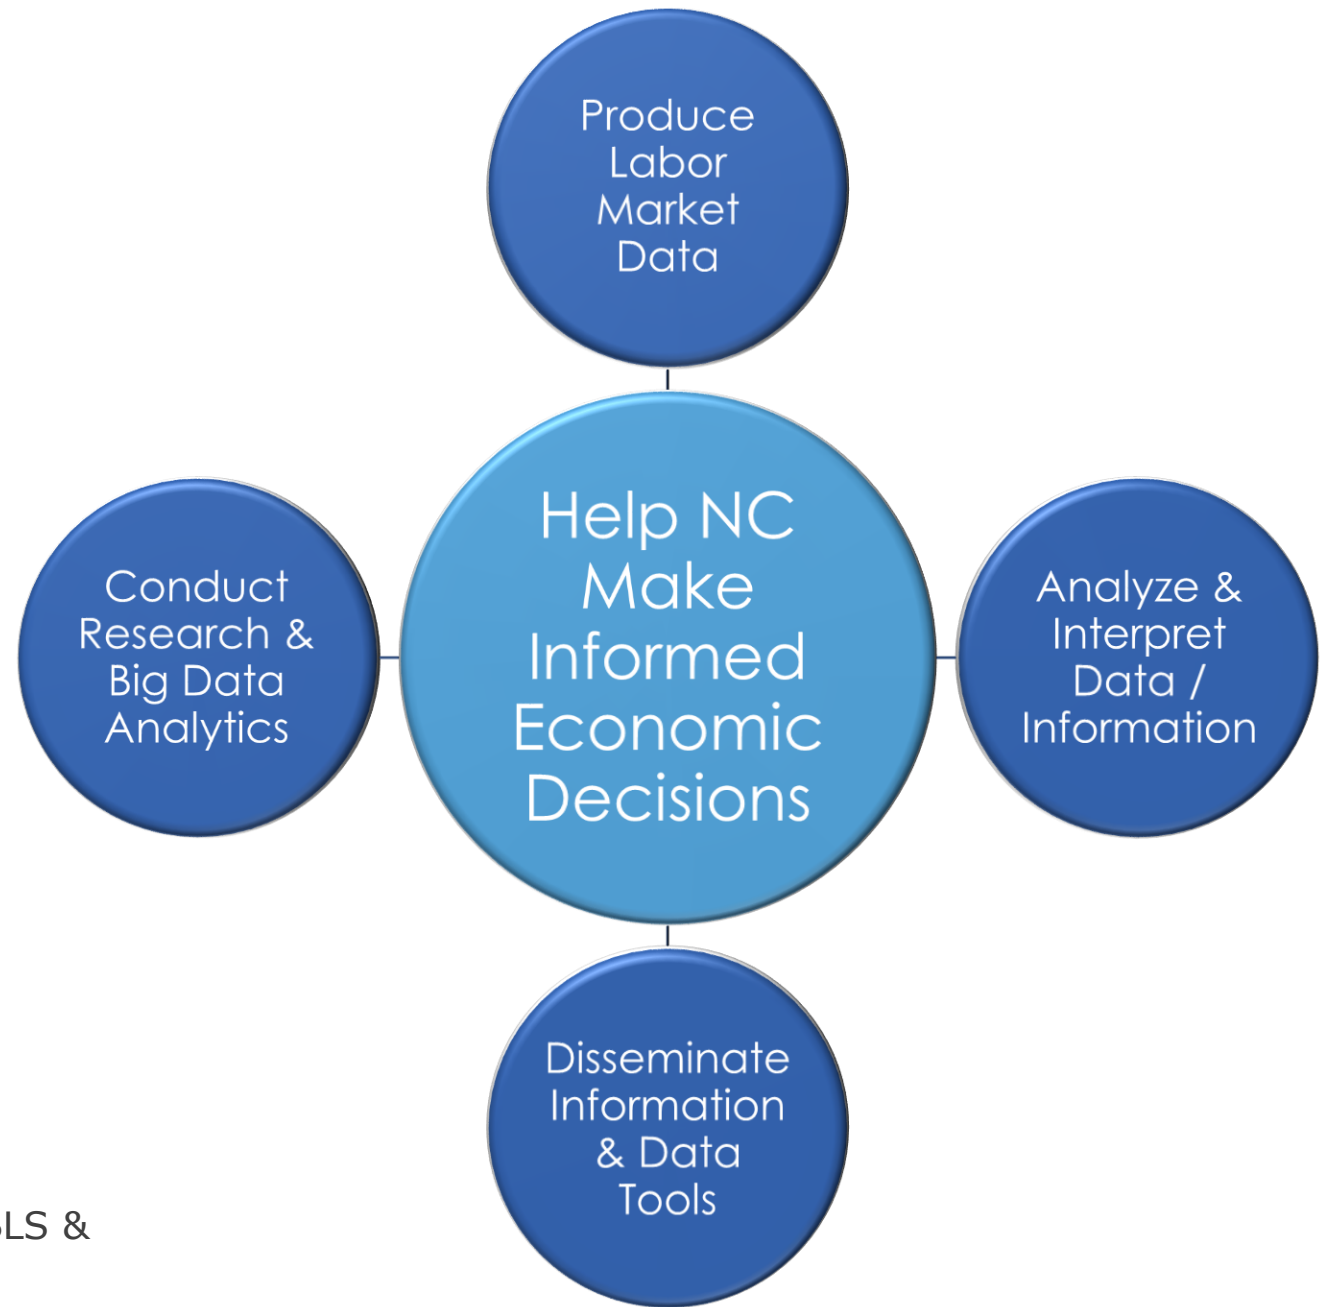 Produce
Labor
Market
Data
Help NC
Make
Informed
Economic
Decisions
Conduct
Research &
Big Data
Analytics
Analyze &
Interpret
Data /
Information
Disseminate
Information
& Data
Tools
&